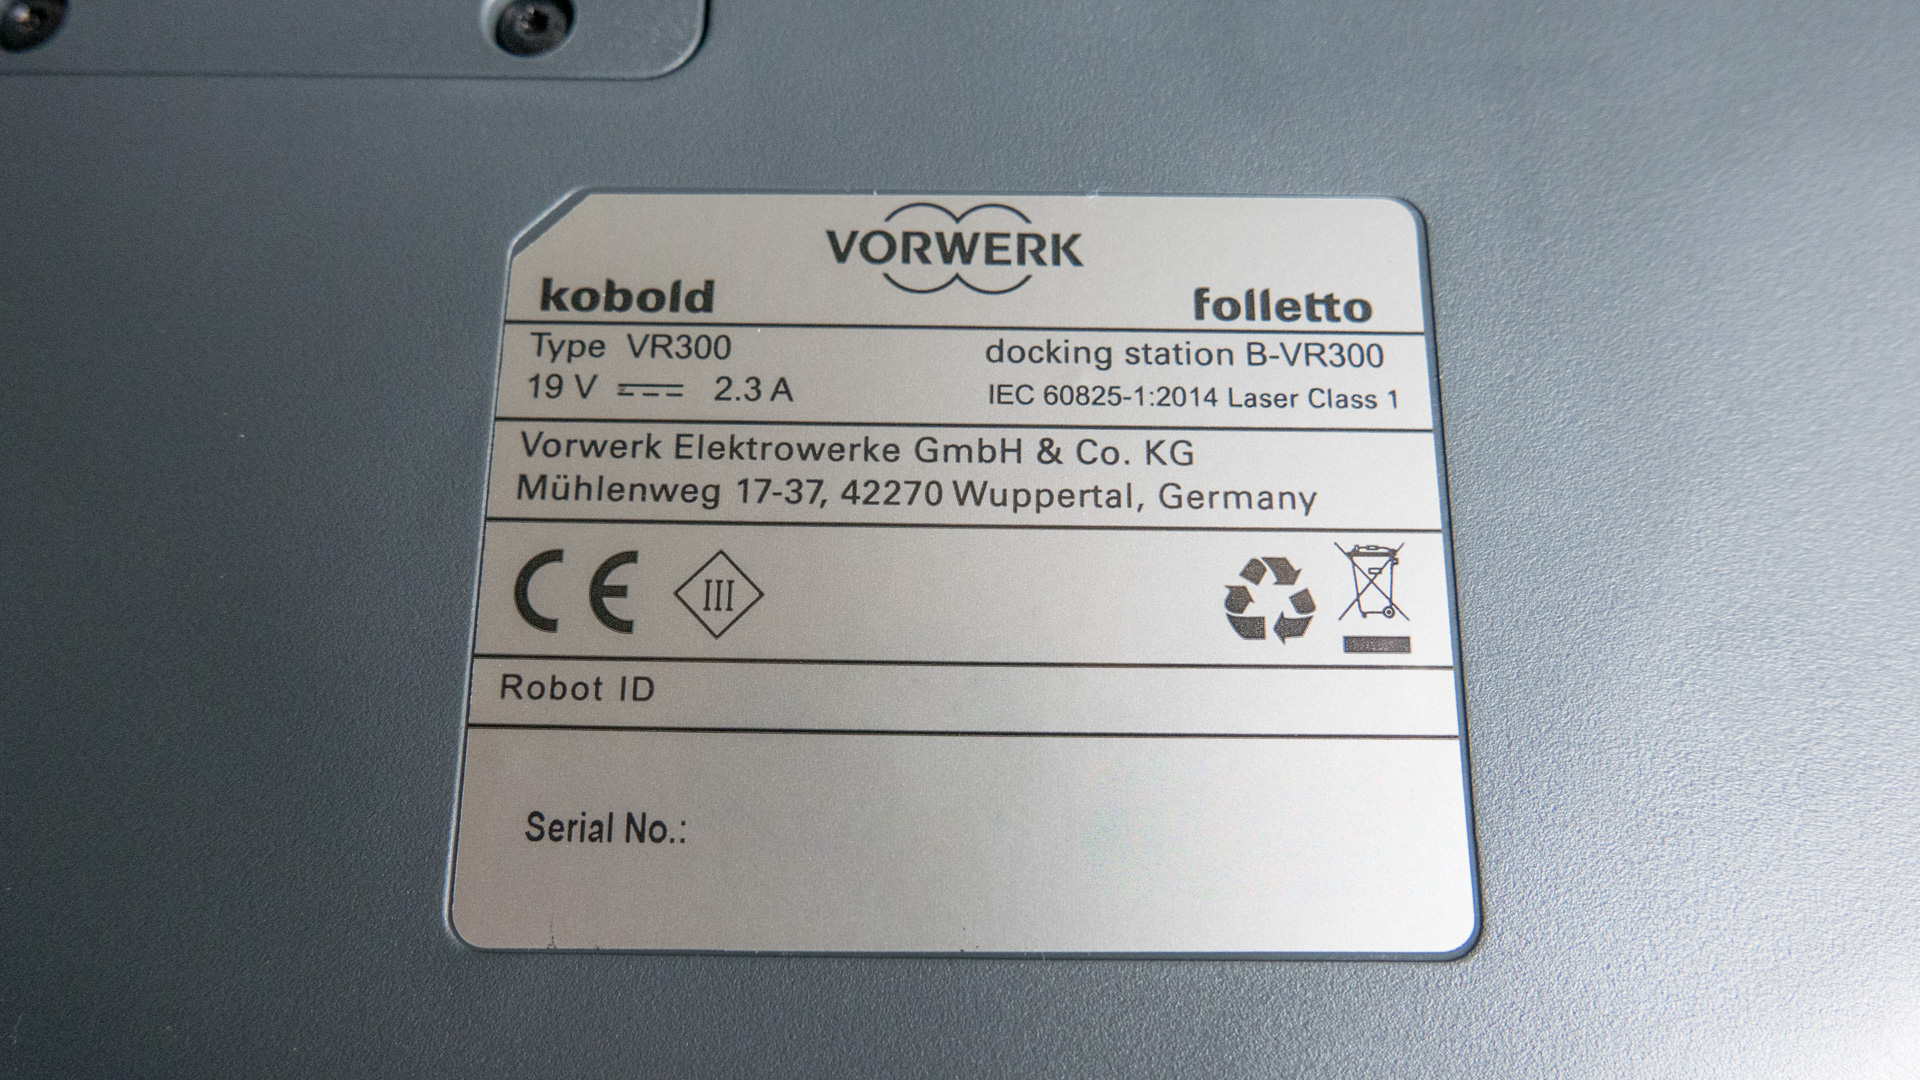 VORWERK
kobold
folletto
Type VR300
docking station B-VR300
19 V ⎓ 2.3 A
IEC 60825-1:2014 Laser Class 1
Vorwerk Elektrowerke GmbH & Co. KG
Mühlenweg 17-37, 42270 Wuppertal, Germany
CE III
Robot ID
Serial No.: